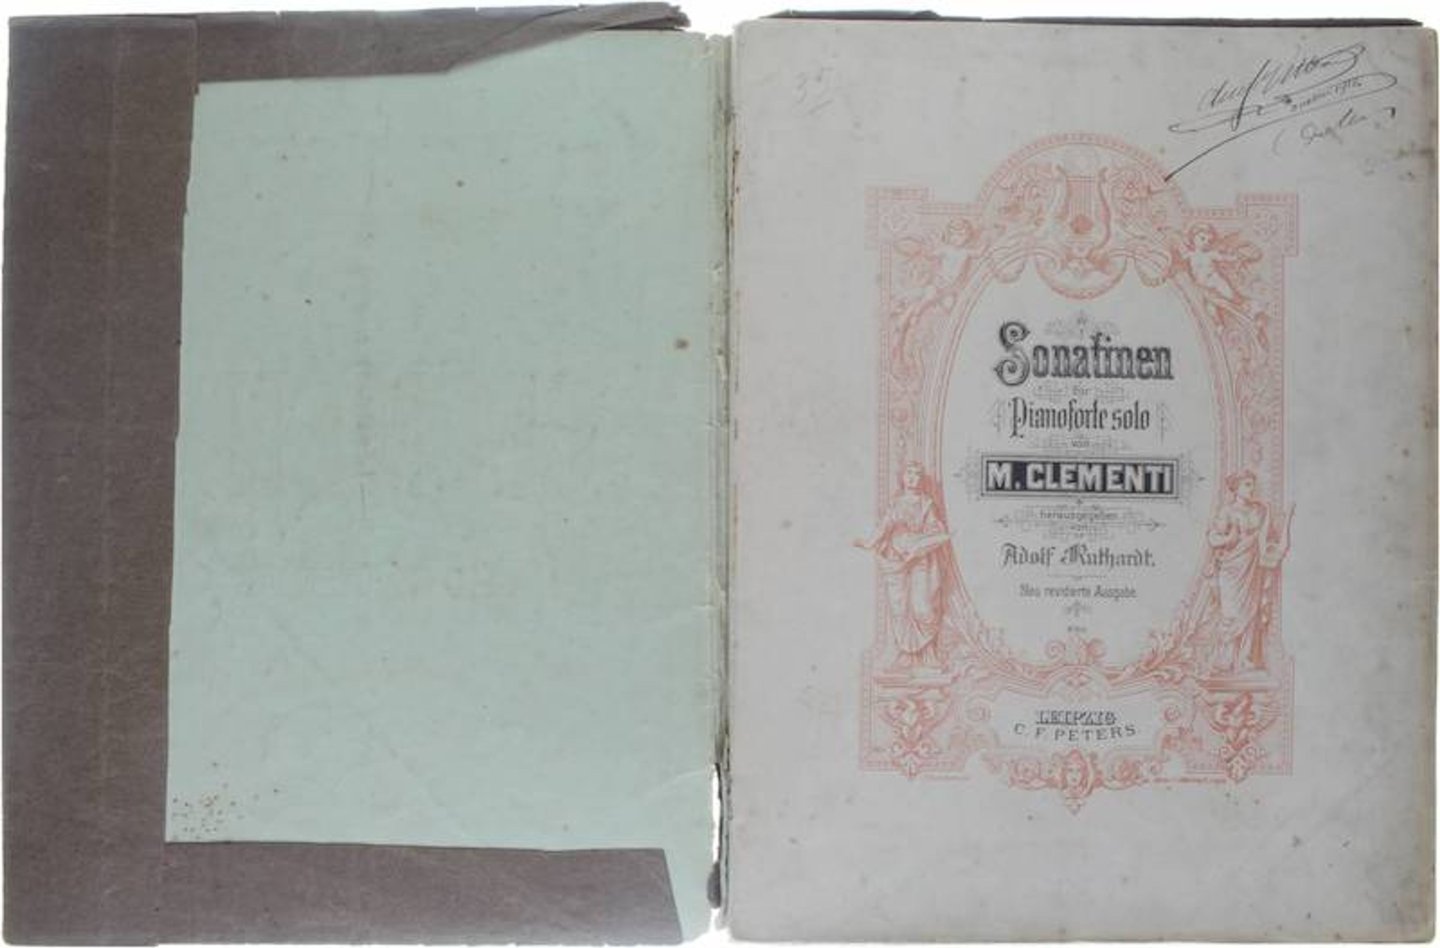 Sonatinen
für
Pianoforte solo
von
M. CLEMENTI
herausgegeben
von
Adolf Ruthardt.
Neu revidierte Ausgabe.
LEIPZIG
C. F. PETERS